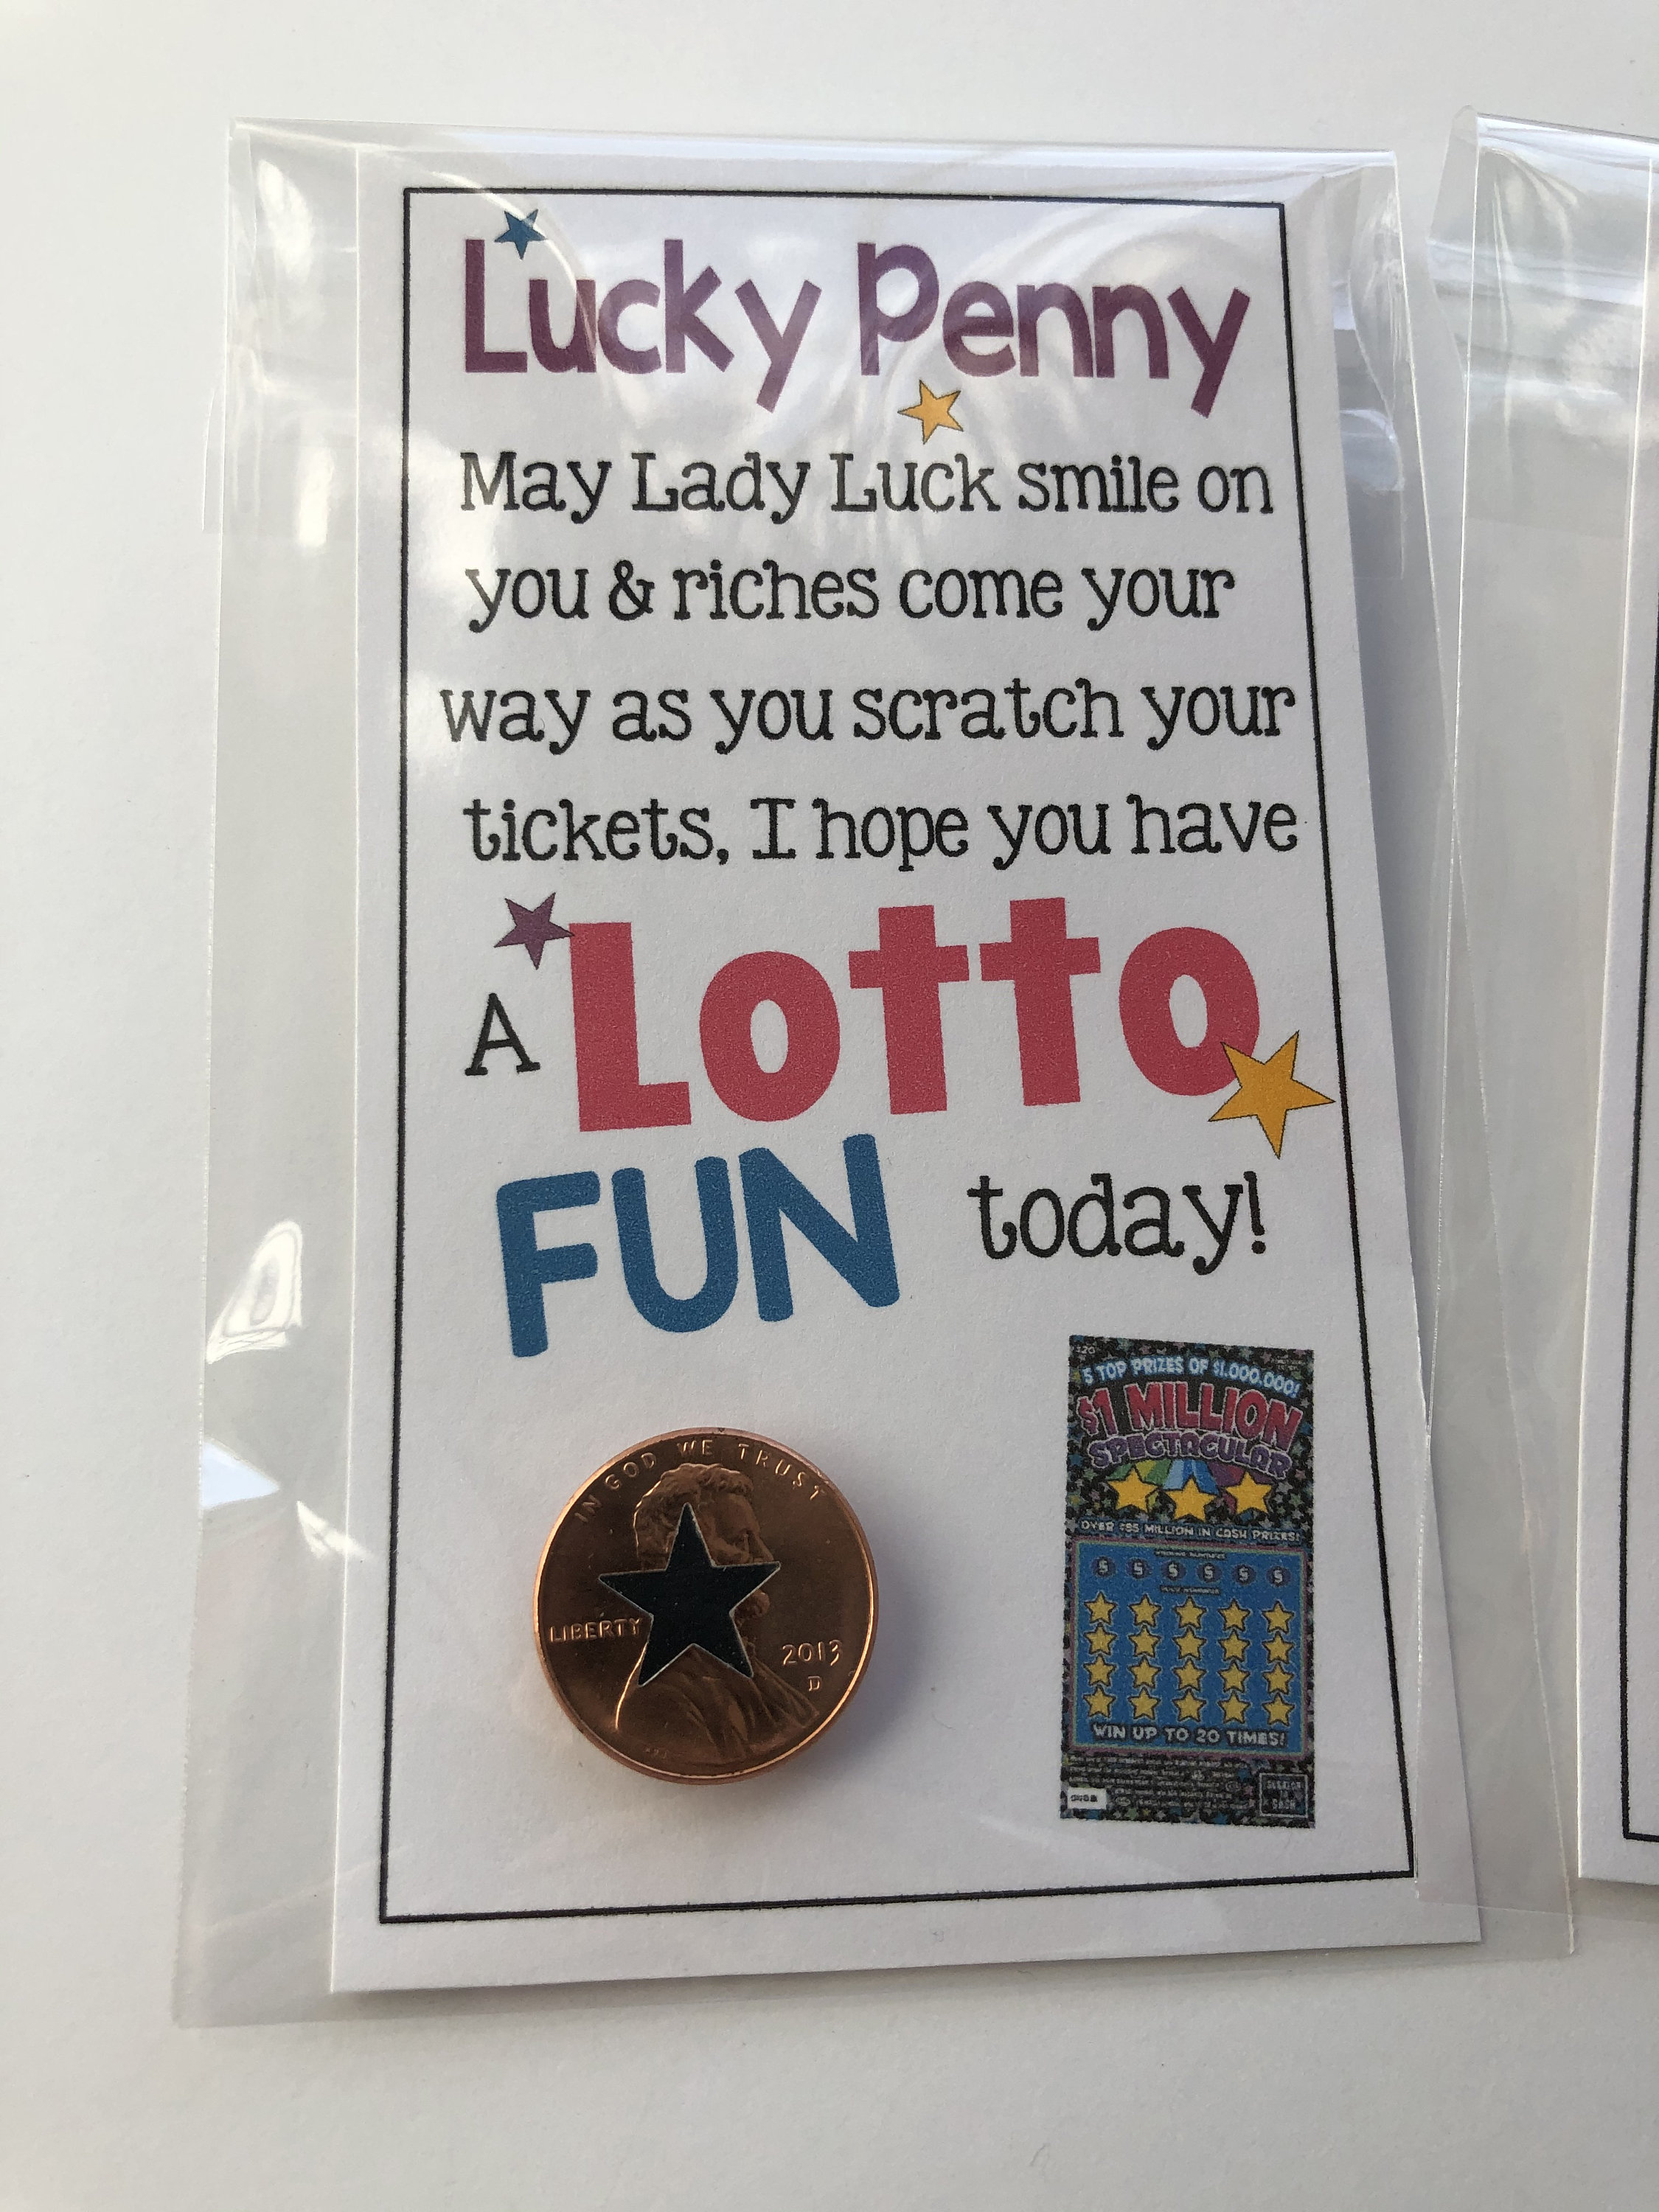 Lucky Penny
May Lady Luck smile on
you & riches come your
way as you scratch your
tickets, I hope you have
A Lotto
FUN today!
IN GOD WE TRUST
LIBERTY
2013
D
$20
5 TOP PRIZES OF $1,000,000!
$1 MILLION
SPECTACULAR
OVER $85 MILLION IN CASH PRIZES!
$ $ $ $ $ $
WIN UP TO 20 TIMES!